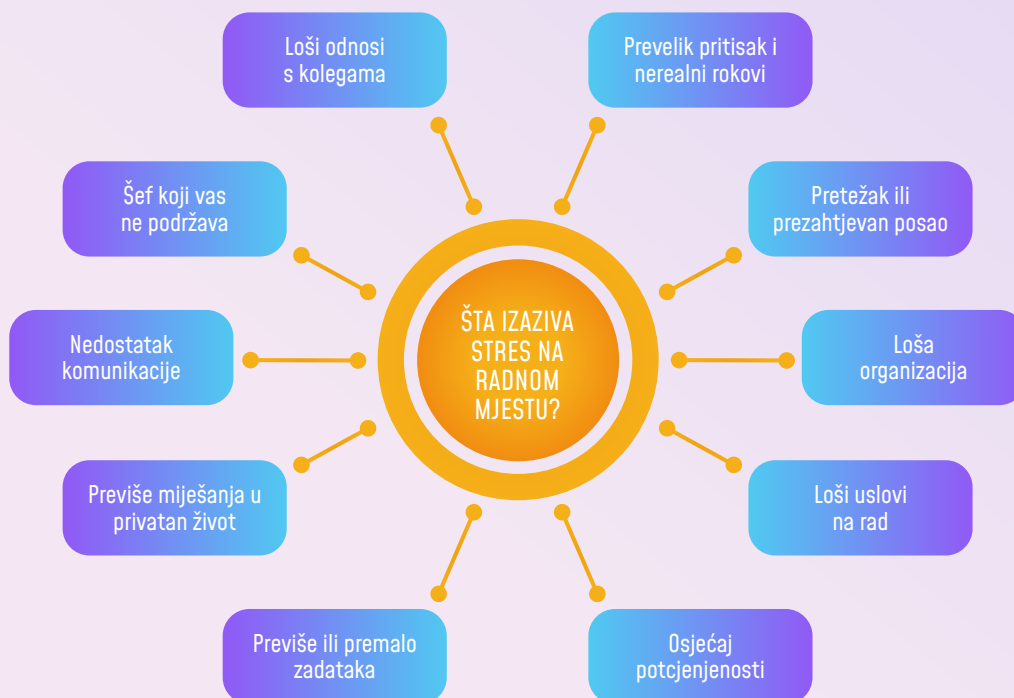 Loši odnosi
s kolegama
Prevelik pritisak i
nerealni rokovi
Šef koji vas
ne podržava
Pretežak ili
prezahtjevan posao
ŠTA IZAZIVA
STRES NA
RADNOM
MJESTU?
Nedostatak
komunikacije
Loša
organizacija
Previše miješanja u
privatan život
Loši uslovi
na rad
Previše ili premalo
zadataka
Osjećaj
potcjenjenosti